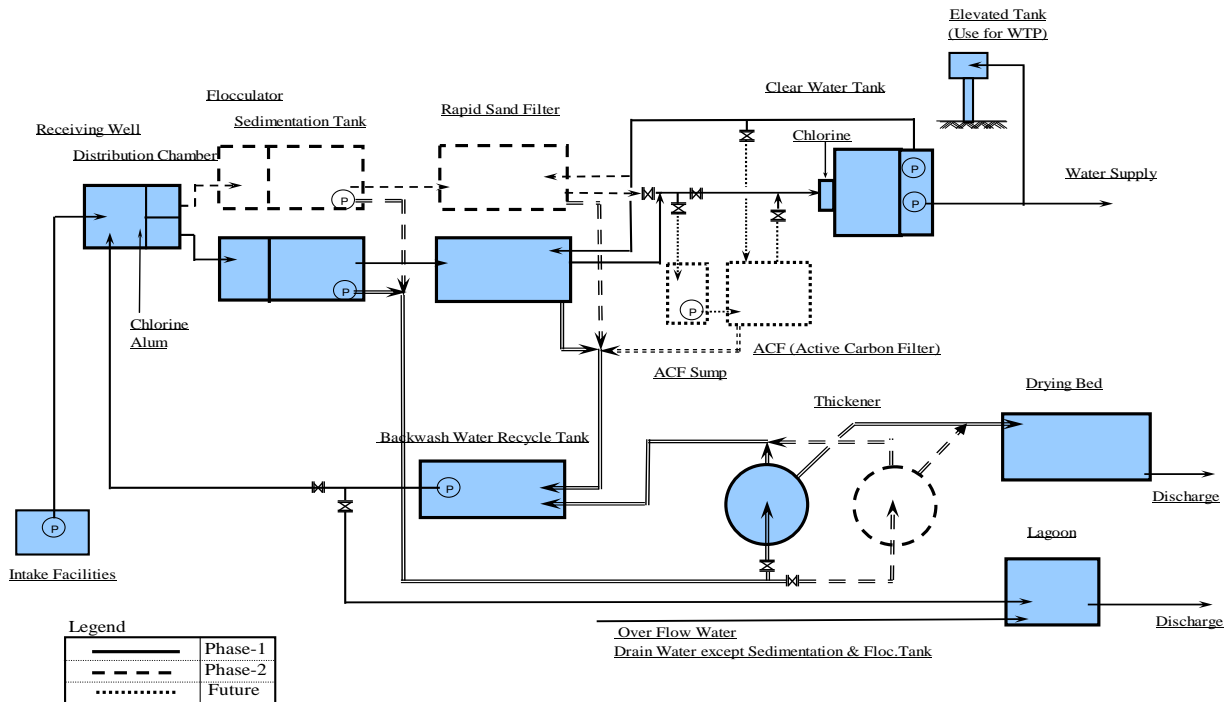 Elevated Tank
(Use for WTP)
Clear Water Tank
Flocculator
Rapid Sand Filter
Sedimentation Tank
Receiving Well
Chlorine
Distribution Chamber
Water Supply
P
P
P
P
P
Chlorine
Alum
ACF (Active Carbon Filter)
ACF Sump
Drying Bed
Thickener
Backwash Water Recycle Tank
P
Discharge
P
Lagoon
Intake Facilities
Discharge
Legend
Over Flow Water
Phase-1
Drain Water except Sedimentation & Floc.Tank
Phase-2
Future